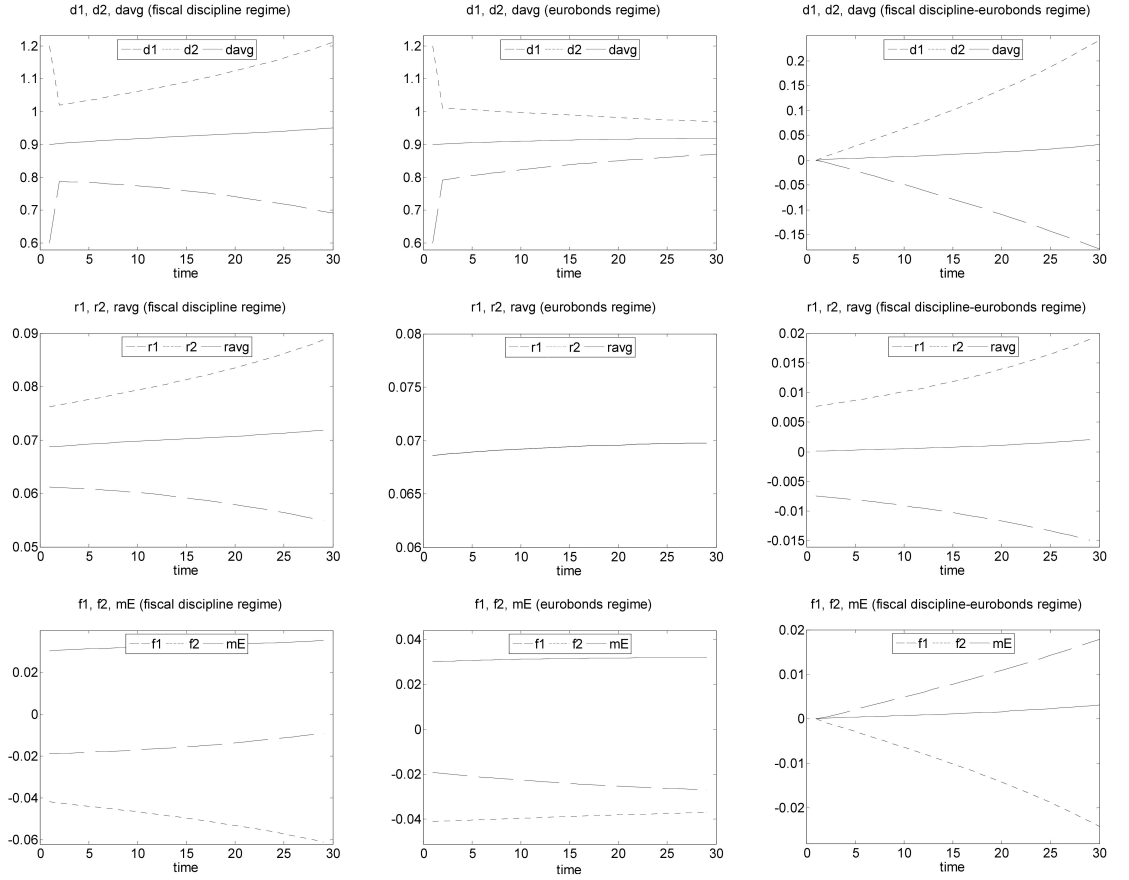 d1, d2, davg (fiscal discipline regime)
d1 d2 davg
1.2
1.1
1
0.9
0.8
0.7
0.6
0 5 10 15 20 25 30
time
d1, d2, davg (eurobonds regime)
d1 d2 davg
1.2
1.1
1
0.9
0.8
0.7
0.6
0 5 10 15 20 25 30
time
d1, d2, davg (fiscal discipline-eurobonds regime)
d1 d2 davg
0.2
0.15
0.1
0.05
0
-0.05
-0.1
-0.15
0 5 10 15 20 25 30
time
r1, r2, ravg (fiscal discipline regime)
r1 r2 ravg
0.09
0.08
0.07
0.06
0.05
0 5 10 15 20 25 30
time
r1, r2, ravg (eurobonds regime)
r1 r2 ravg
0.08
0.075
0.07
0.065
0.06
0 5 10 15 20 25 30
time
r1, r2, ravg (fiscal discipline-eurobonds regime)
r1 r2 ravg
0.02
0.015
0.01
0.005
0
-0.005
-0.01
-0.015
0 5 10 15 20 25 30
time
f1, f2, mE (fiscal discipline regime)
f1 f2 mE
0.02
0
-0.02
-0.04
-0.06
0 5 10 15 20 25 30
time
f1, f2, mE (eurobonds regime)
f1 f2 mE
0.04
0.02
0
-0.02
-0.04
0 5 10 15 20 25 30
time
f1, f2, mE (fiscal discipline-eurobonds regime)
f1 f2 mE
0.02
0.01
0
-0.01
-0.02
0 5 10 15 20 25 30
time